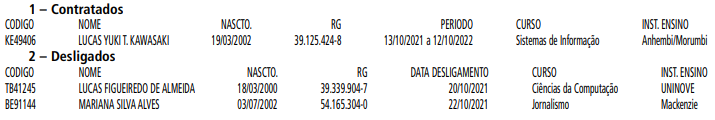 1 – Contratados
CODIGO NOME NASCTO. RG PERIODO CURSO INST. ENSINO
KE49406 LUCAS YUKI T. KAWASAKI 19/03/2002 39.125.424-8 13/10/2021 a 12/10/2022 Sistemas de Informação Anhembi/Morumbi
2 – Desligados
CODIGO NOME NASCTO. RG DATA DESLIGAMENTO CURSO INST. ENSINO
TB41245 LUCAS FIGUEIREDO DE ALMEIDA 18/03/2000 39.339.904-7 20/10/2021 Ciências da Computação UNINOVE
BE91144 MARIANA SILVA ALVES 03/07/2002 54.165.304-0 22/10/2021 Jornalismo Mackenzie